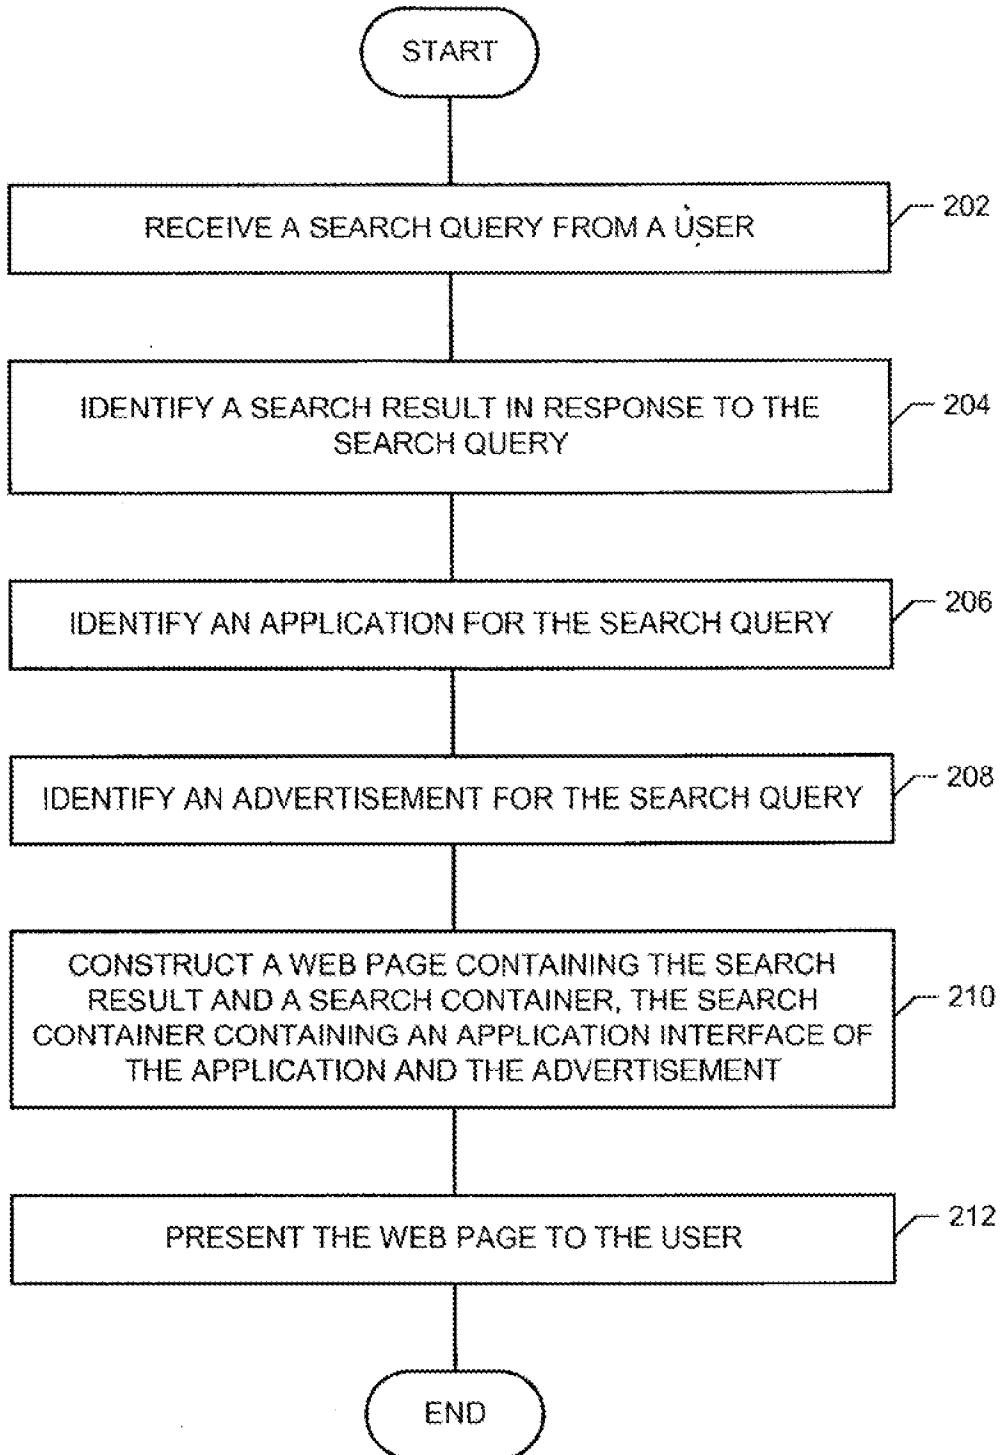 START
RECEIVE A SEARCH QUERY FROM A USER
202
IDENTIFY A SEARCH RESULT IN RESPONSE TO THE
SEARCH QUERY
204
IDENTIFY AN APPLICATION FOR THE SEARCH QUERY
206
IDENTIFY AN ADVERTISEMENT FOR THE SEARCH QUERY
208
CONSTRUCT A WEB PAGE CONTAINING THE SEARCH
RESULT AND A SEARCH CONTAINER, THE SEARCH
CONTAINER CONTAINING AN APPLICATION INTERFACE OF
THE APPLICATION AND THE ADVERTISEMENT
210
PRESENT THE WEB PAGE TO THE USER
212
END